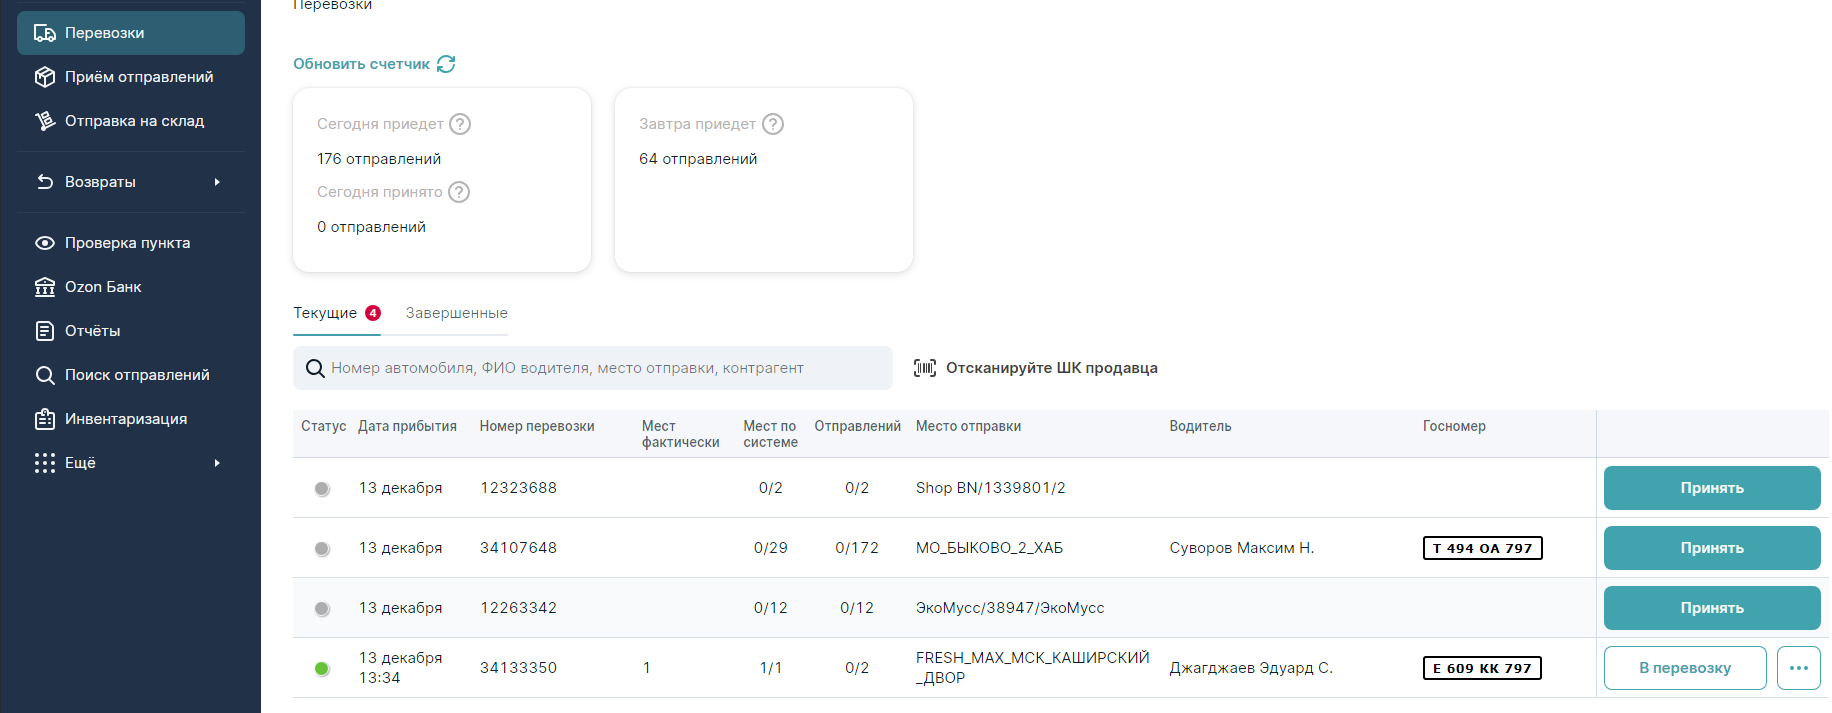 Перевозки
Приём отправлений
Отправка на склад
Возвраты
Проверка пункта
Ozon Банк
Отчёты
Поиск отправлений
Инвентаризация
Ещё
Перевозки
Обновить счетчик
Сегодня приедет
176 отправлений
Сегодня принято
0 отправлений
Завтра приедет
64 отправлений
Текущие 4 Завершенные
Номер автомобиля, ФИО водителя, место отправки, контрагент
Отсканируйте ШК продавца
Статус Дата прибытия Номер перевозки Мест фактически Мест по системе Отправлений Место отправки Водитель Госномер
13 декабря 12323688 0/2 0/2 Shop BN/1339801/2 Принять
13 декабря 34107648 0/29 0/172 МО_БЫКОВО_2_ХАБ Суворов Максим Н. Т 494 ОА 797 Принять
13 декабря 12263342 0/12 0/12 ЭкоМусс/38947/ЭкоМусс Принять
13 декабря 13:34 34133350 1 1/1 0/2 FRESH_MAX_МСК_КАШИРСКИЙ_ДВОР Джагджаев Эдуард С. Е 609 КК 797 В перевозку